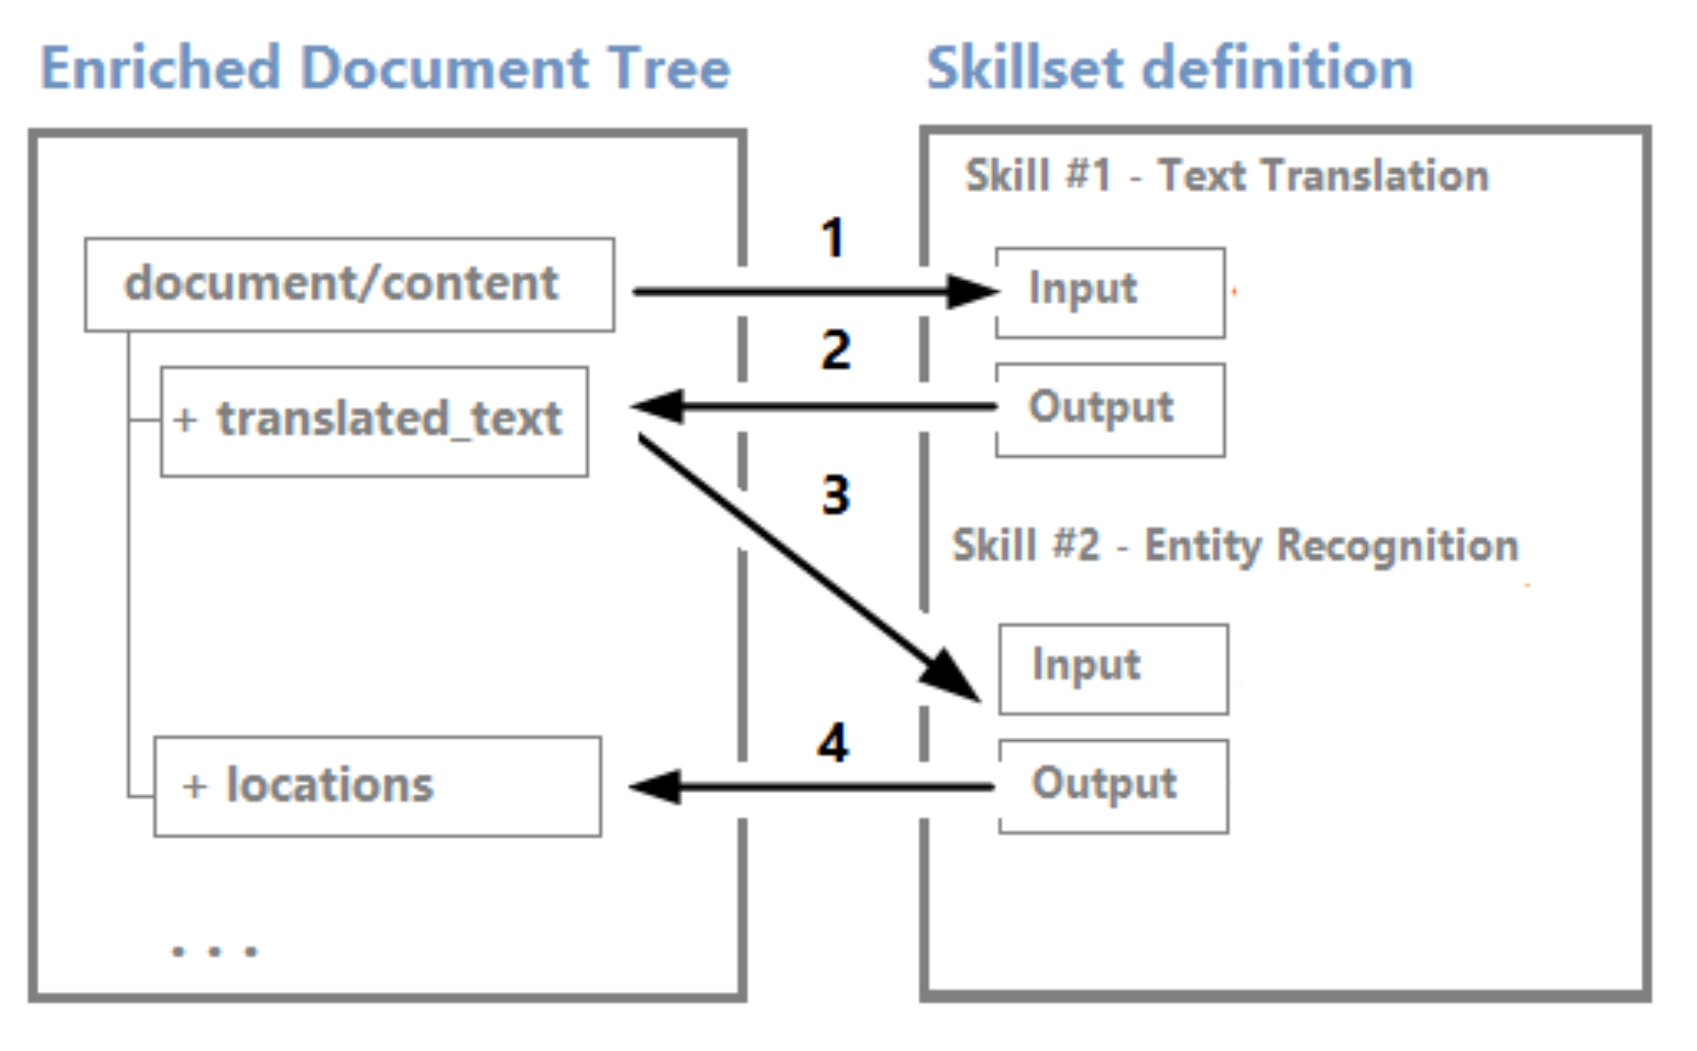 Enriched Document Tree
Skillset definition
Skill #1 - Text Translation
1
document/content
Input
2
+ translated_text
Output
3
Skill #2 - Entity Recognition
Input
4
+ locations
Output
. . .